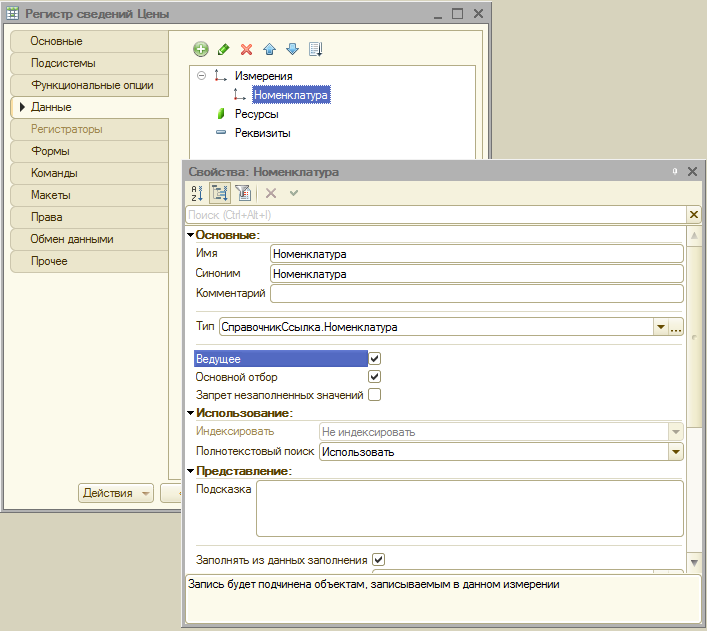 Регистр сведений Цены
Основные
Подсистемы
Функциональные опции
Данные
Регистраторы
Формы
Команды
Макеты
Права
Обмен данными
Прочее
Измерения
Номенклатура
Ресурсы
Реквизиты
Действия
Свойства: Номенклатура
Поиск (Ctrl+Alt+I)
Основные:
Имя Номенклатура
Синоним Номенклатура
Комментарий
Тип СправочникСсылка.Номенклатура
Ведущее
Основной отбор
Запрет незаполненных значений
Использование:
Индексировать Не индексировать
Полнотекстовый поиск Использовать
Представление:
Подсказка
Заполнять из данных заполнения
Запись будет подчинена объектам, записываемым в данном измерении